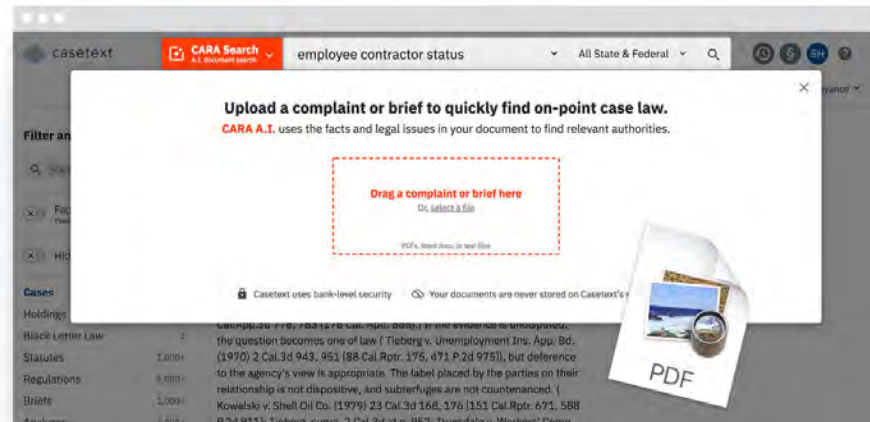 casetext
CARA Search
A.I. document search
employee contractor status
All State & Federal
SH
Upload a complaint or brief to quickly find on-point case law.
CARA A.I. uses the facts and legal issues in your document to find relevant authorities.
Filter an
Drag a complaint or brief here
Or, select a file
PDFs, Word docs, or text files
Hid
Casetext uses bank-level security
Your documents are never stored on Casetext's
Cases
Holdings
Black Letter Law 2
Statutes 1,000+
Regulations
Briefs 1,000+
the question becomes one of law ( Tieberg v. Unemployment Ins. App. Bd.
(1970) 2 Cal.3d 943, 951 [88 Cal.Rptr. 175, 471 P.2d 975]), but deference
to the agency's view is appropriate. The label placed by the parties on their
relationship is not dispositive, and subterfuges are not countenanced. (
Kowalski v. Shell Oil Co. (1979) 23 Cal.3d 168, 176 [151 Cal.Rptr. 671, 588
PDF